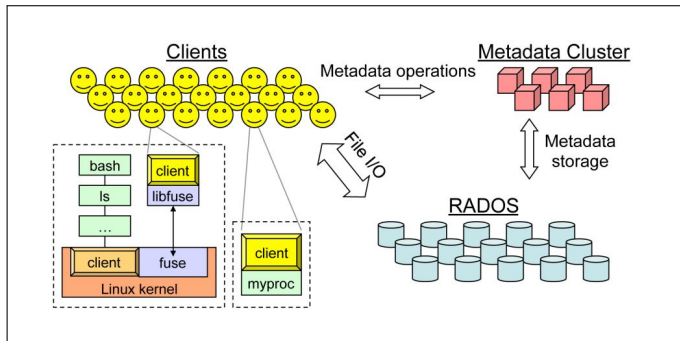 Clients
Metadata Cluster
Metadata operations
File I/O
Metadata
storage
bash
ls
...
client
libfuse
client
fuse
Linux kernel
client
myproc
RADOS